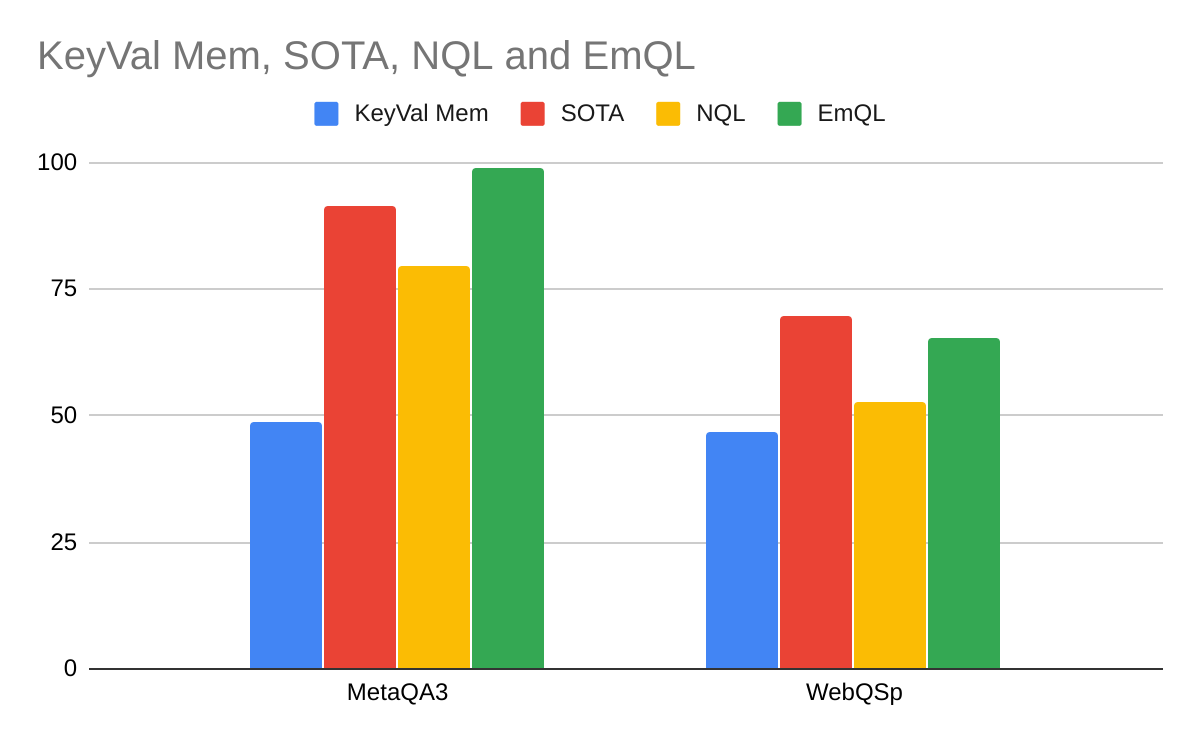 KeyVal Mem, SOTA, NQL and EmQL
KeyVal Mem SOTA NQL EmQL
100
75
50
25
0
MetaQA3 WebQSp